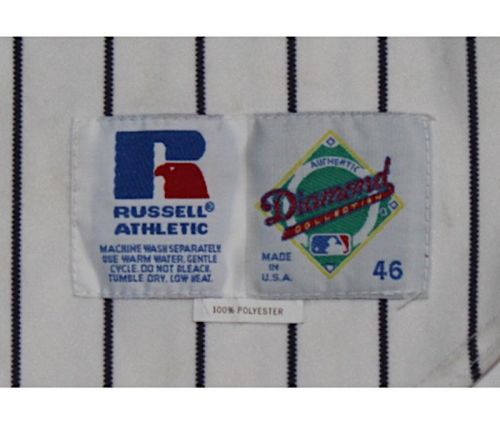 RUSSELL®
ATHLETIC
MACHINE WASH SEPARATELY
USE WARM WATER, GENTLE
CYCLE. DO NOT BLEACH.
TUMBLE DRY, LOW HEAT.
AUTHENTIC
Diamond
COLLECTION
MADE
IN
U.S.A.
46
100% POLYESTER